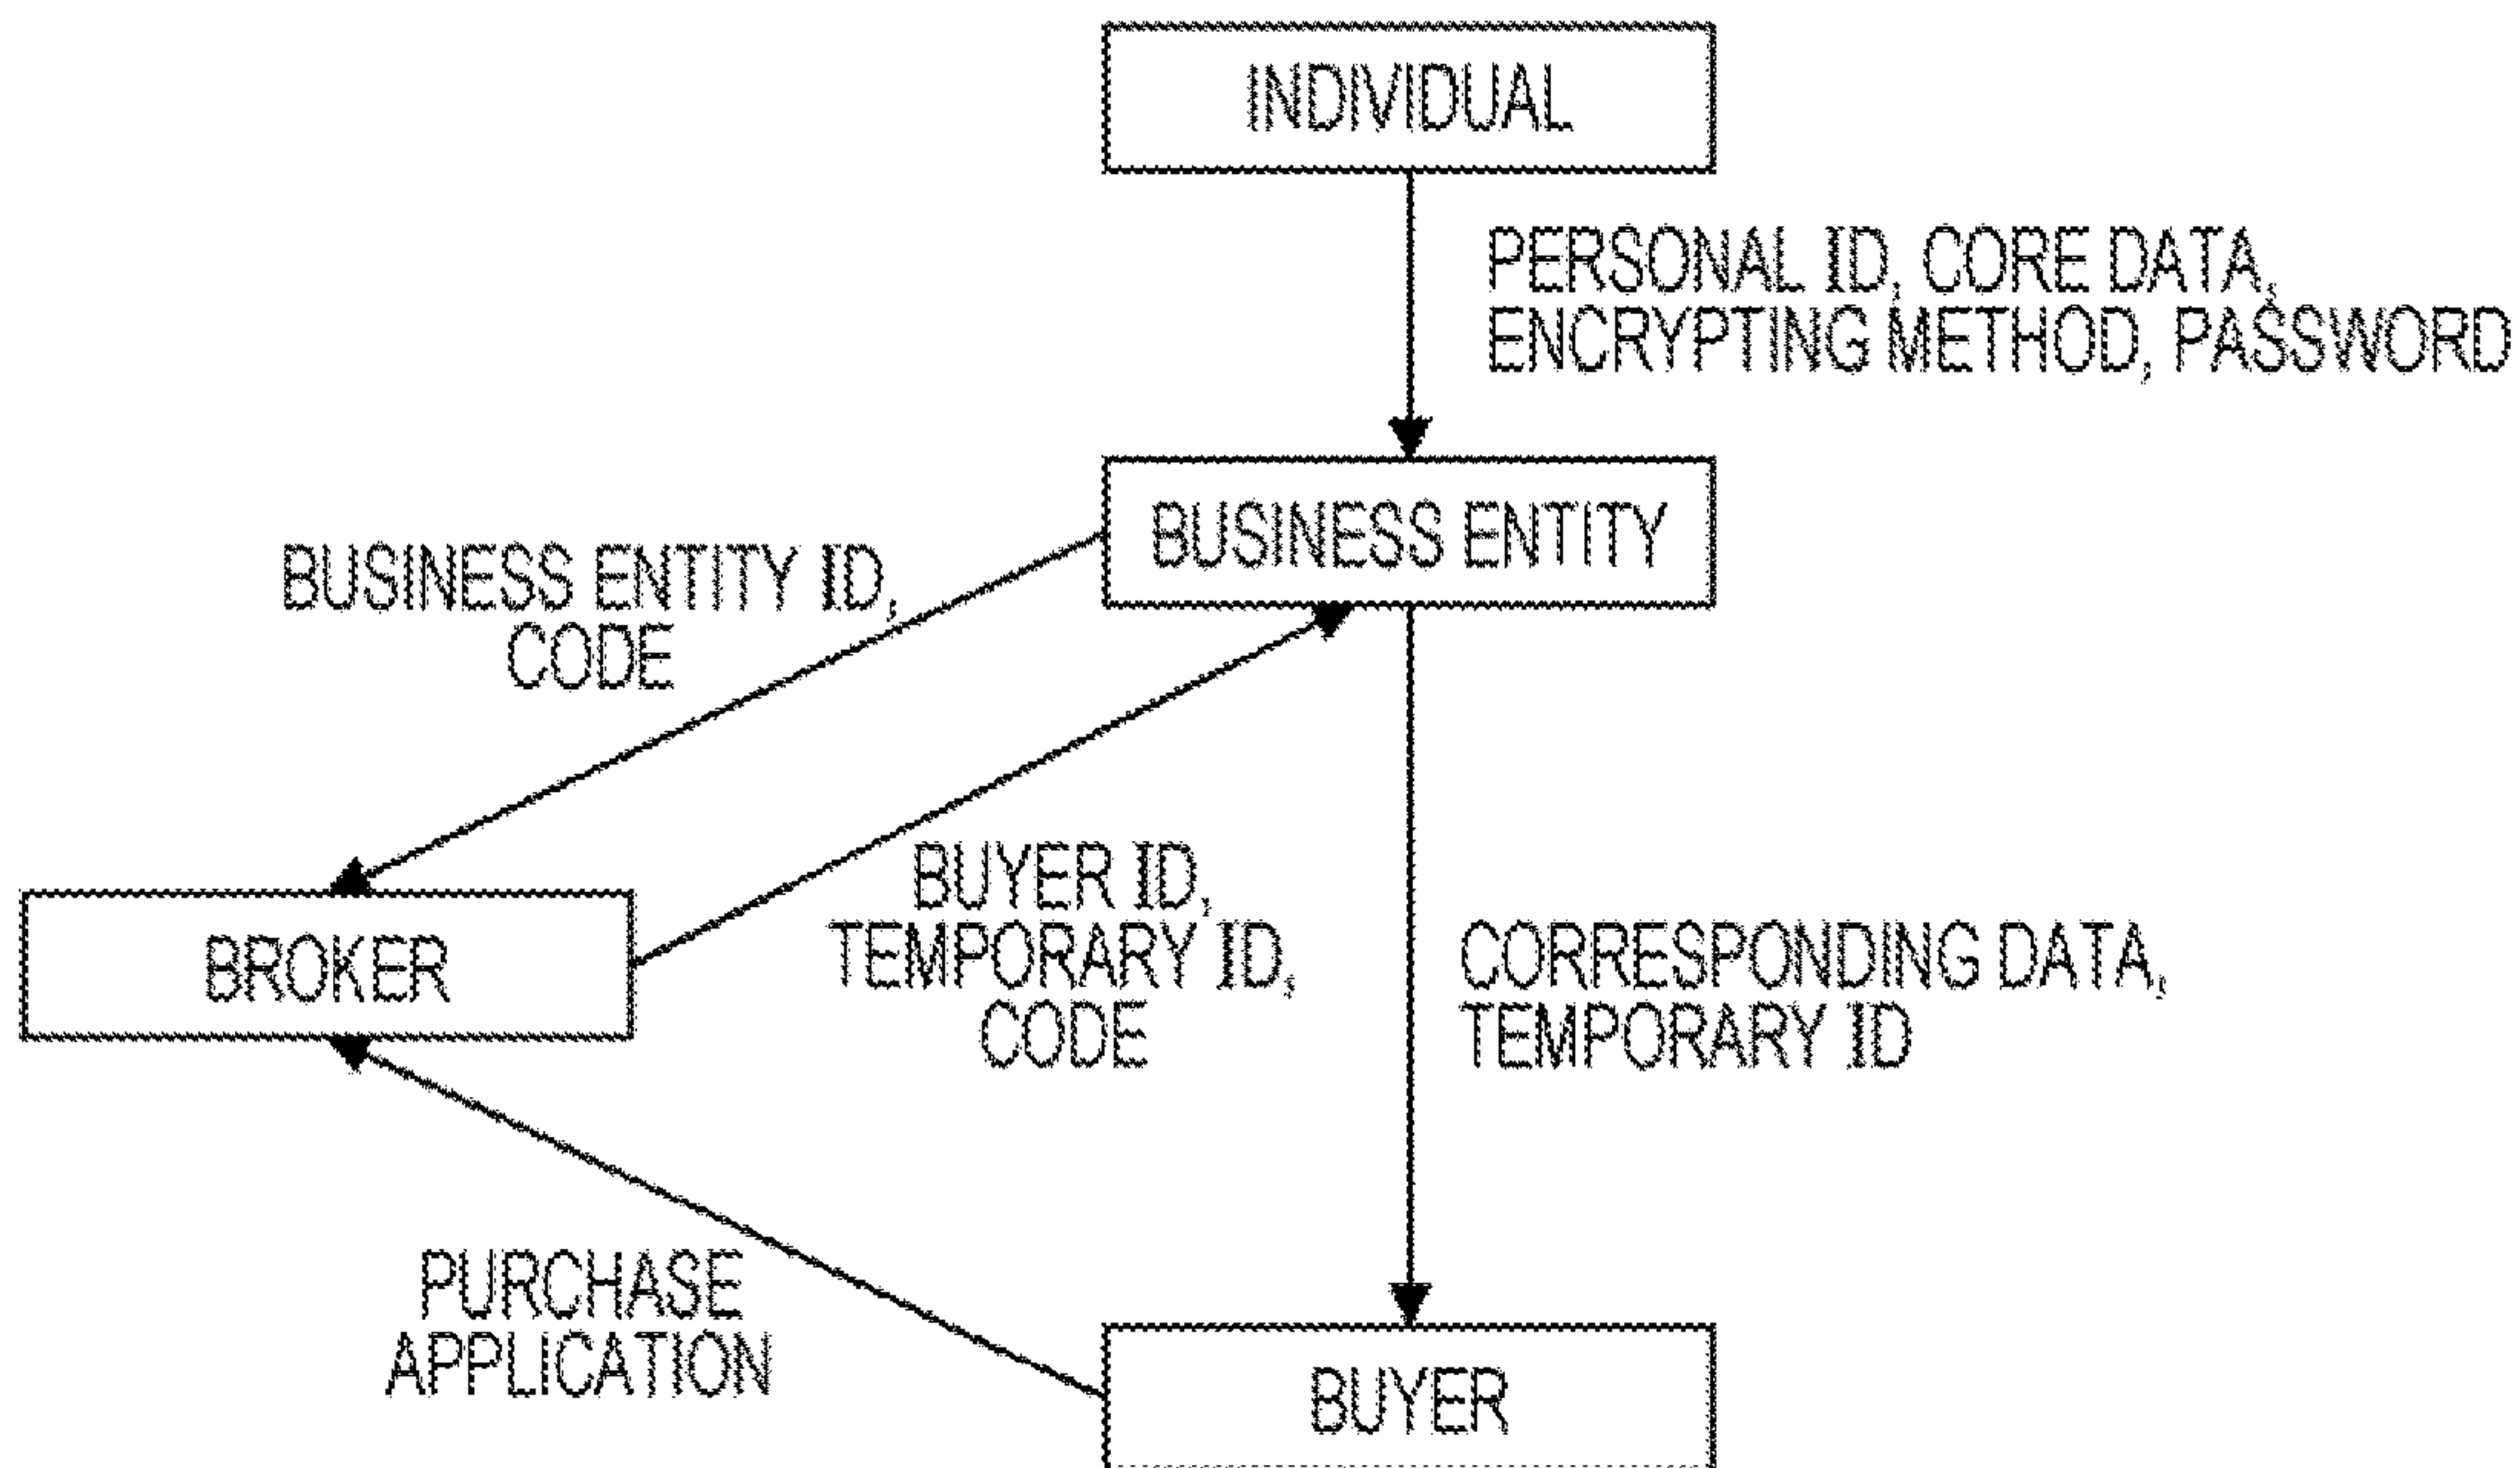 INDIVIDUAL
PERSONAL ID, CORE DATA,
ENCRYPTING METHOD, PASSWORD
BUSINESS ENTITY
BUSINESS ENTITY ID,
CODE
BUYER ID,
TEMPORARY ID,
CODE
BROKER
CORRESPONDING DATA,
TEMPORARY ID
PURCHASE
APPLICATION
BUYER